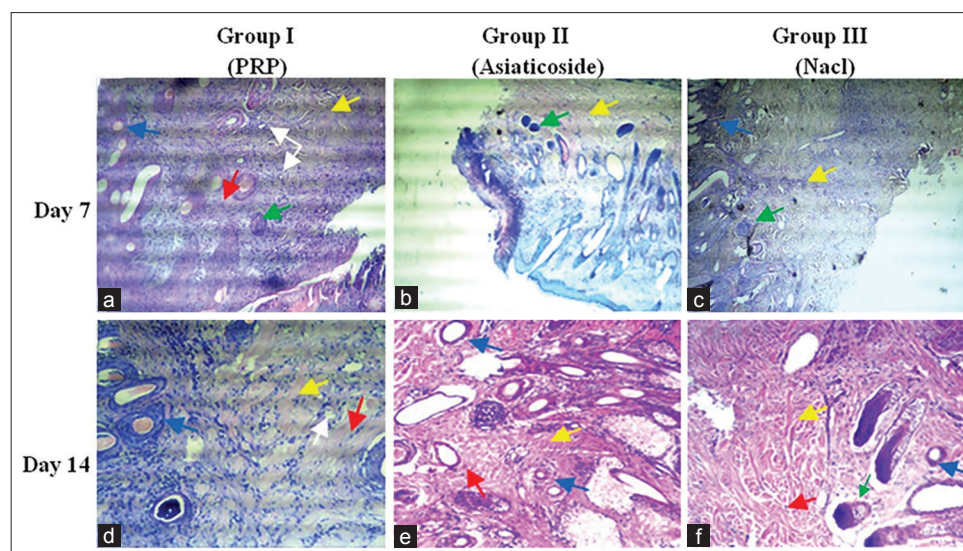 Group I
(PRP)
Group II
(Asiaticoside)
Group III
(Nacl)
Day 7
a
b
c
Day 14
d
e
f